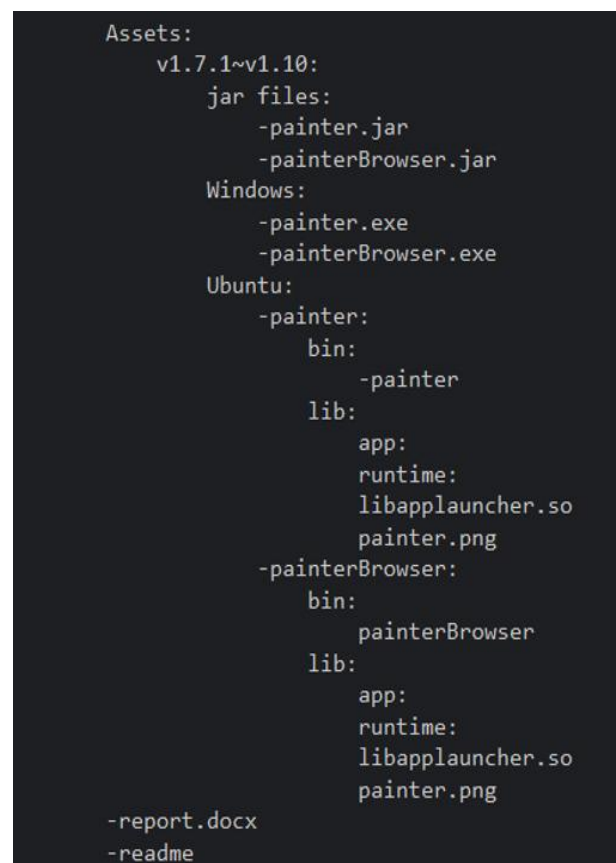 Assets:
v1.7.1~v1.10:
jar files:
-painter.jar
-painterBrowser.jar
Windows:
-painter.exe
-painterBrowser.exe
Ubuntu:
-painter:
bin:
-painter
lib:
app:
runtime:
libapplauncher.so
painter.png
-painterBrowser:
bin:
painterBrowser
lib:
app:
runtime:
libapplauncher.so
painter.png
-report.docx
-readme